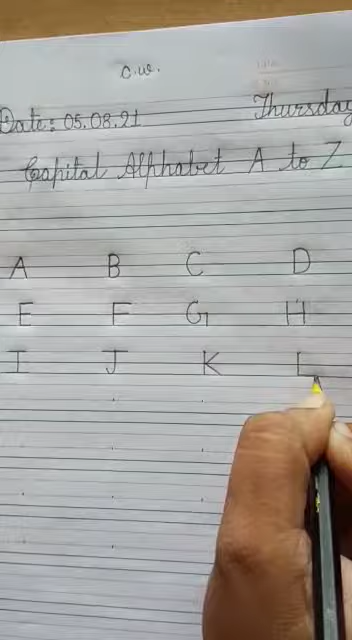 C.W.
Date: 05.08.21 Thursday
Capital Alphabet A to Z
A B C D
E F G H
I J K L